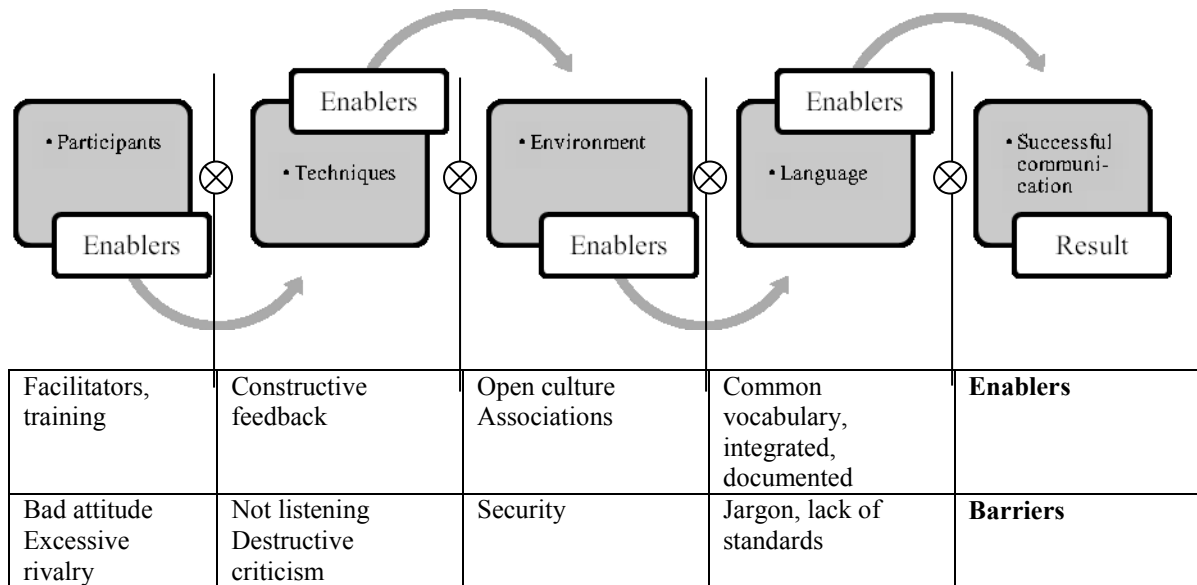 Enablers
Enablers
• Participants
• Techniques
• Environment
• Language
• Successful
communi-
cation
Enablers
Enablers
Result
Facilitators,
training
Constructive
feedback
Open culture
Associations
Common
vocabulary,
integrated,
documented
Enablers
Bad attitude
Excessive
rivalry
Not listening
Destructive
criticism
Security
Jargon, lack of
standards
Barriers